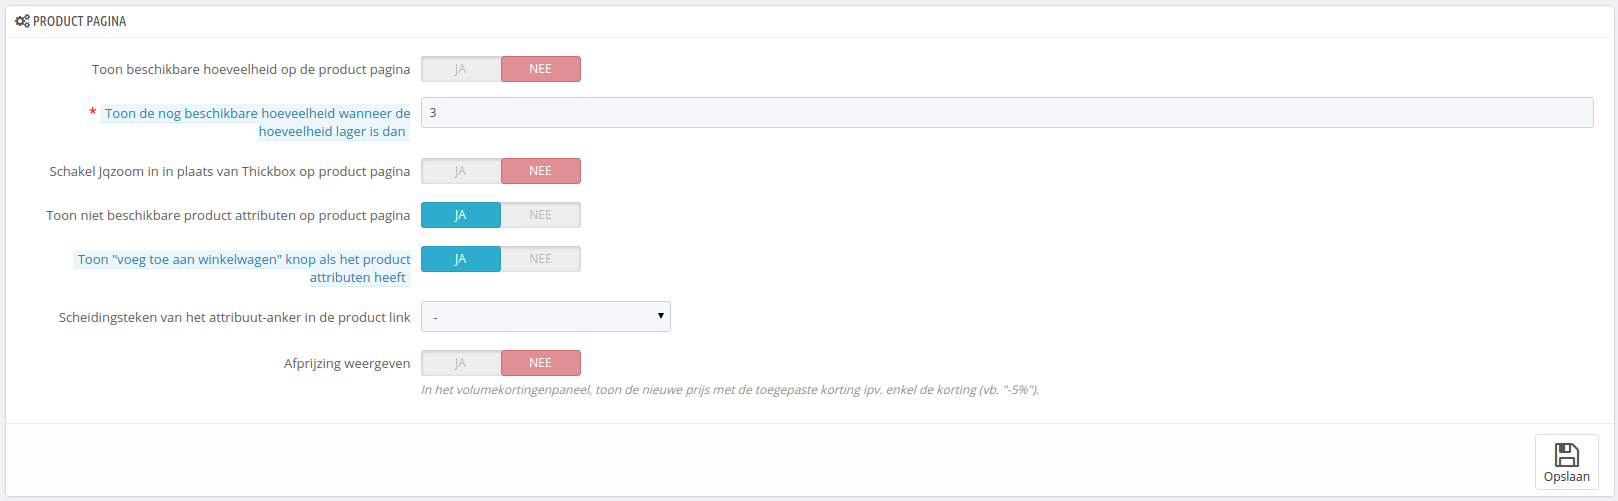 PRODUCT PAGINA
Toon beschikbare hoeveelheid op de product pagina JA NEE
* Toon de nog beschikbare hoeveelheid wanneer de 3
hoeveelheid lager is dan
Schakel Jqzoom in in plaats van Thickbox op product pagina JA NEE
Toon niet beschikbare product attributen op product pagina JA NEE
Toon "voeg toe aan winkelwagen" knop als het product JA NEE
attributen heeft
Scheidingsteken van het attribuut-anker in de product link -
Afprijzing weergeven JA NEE
In het volumekortingenpaneel, toon de nieuwe prijs met de toegepaste korting ipv. enkel de korting (vb. "-5%").
Opslaan